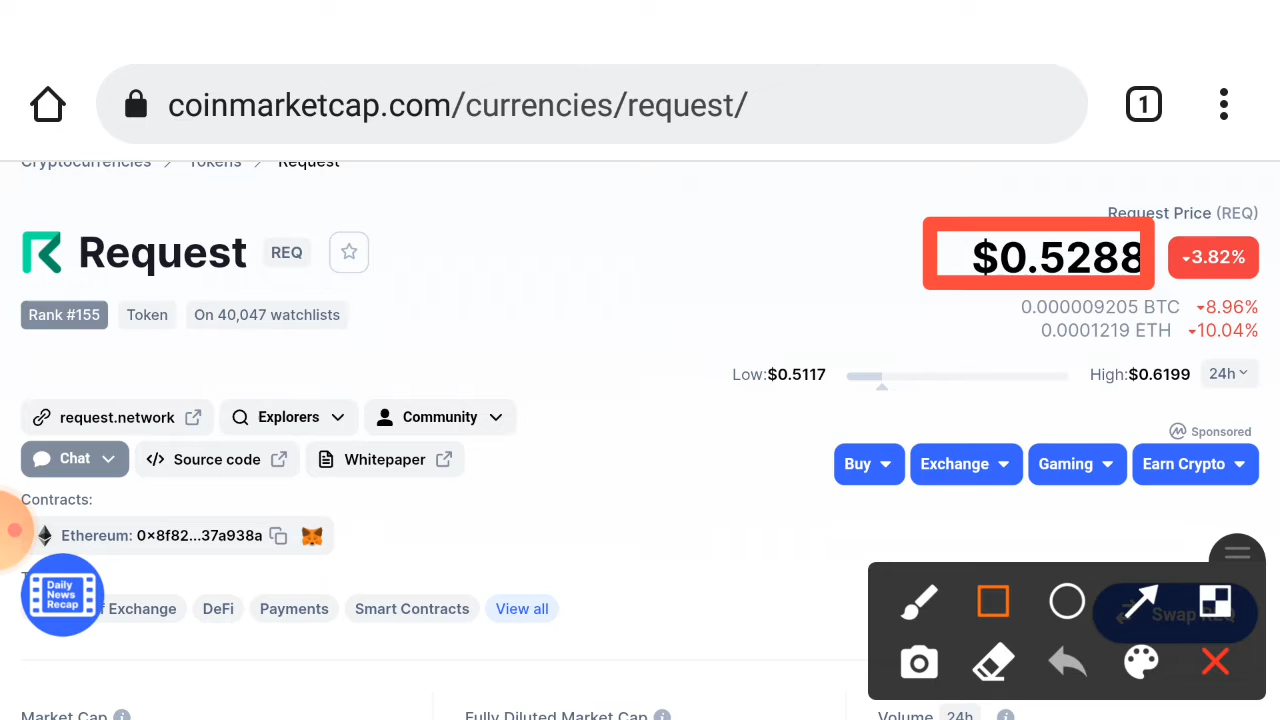 1
coinmarketcap.com/currencies/request/
Cryptocurrencies > Tokens > Request
Request REQ
Request Price (REQ)
$0.5288
3.82%
Rank #155 Token On 40,047 watchlists
0.000009205 BTC 8.96%
0.0001219 ETH 10.04%
Low:$0.5117 High:$0.6199 24h
request.network Explorers Community
Chat Source code Whitepaper
Sponsored
Buy Exchange Gaming Earn Crypto
Contracts:
Ethereum: 0x8f82...37a938a
Daily
News
Recap
Exchange DeFi Payments Smart Contracts View all
Swap REQ
Market Cap Fully Diluted Market Cap Volume 24h